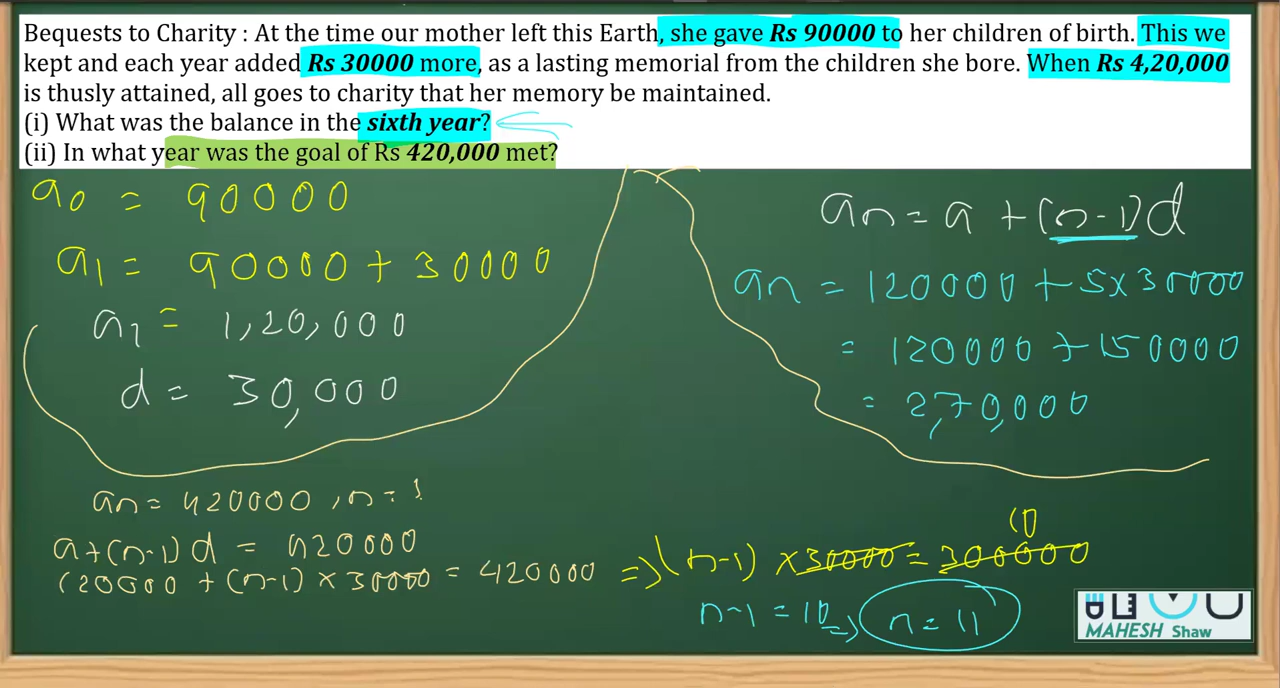 Bequests to Charity : At the time our mother left this Earth, she gave Rs 90000 to her children of birth. This we
kept and each year added Rs 30000 more, as a lasting memorial from the children she bore. When Rs 4,20,000
is thusly attained, all goes to charity that her memory be maintained.
(i) What was the balance in the sixth year?
(ii) In what year was the goal of Rs 420,000 met?
a0 = 90000
a1 = 90000 + 30000
a1 = 1,20,000
d = 30,000
an = a + (n-1)d
an = 120000 + 5×30000
= 120000 + 150000
= 2,70,000
an = 420000, n = ?
a+(n-1)d = 420000
120000 + (n-1) × 30000 = 420000 => (n-1) × 30000 = 300000
10
n-1 = 10 => n = 11
MAHESH Shaw